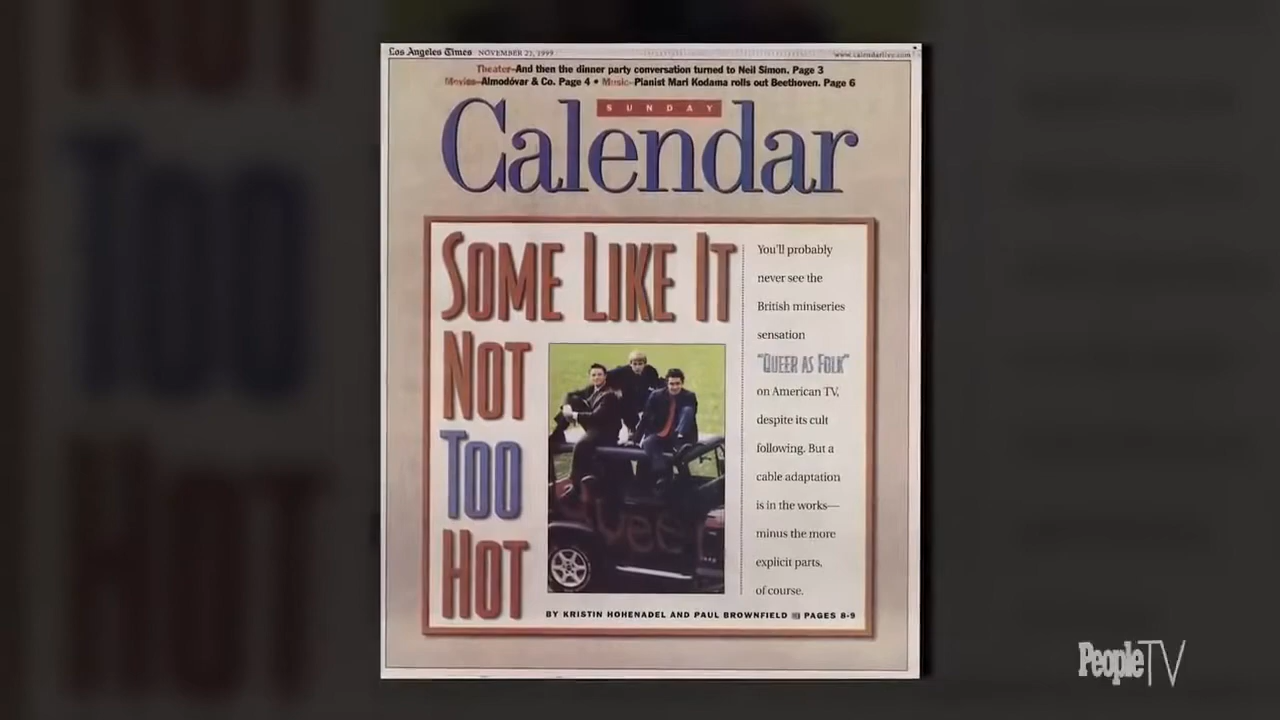 Los Angeles Times NOVEMBER 21, 1999 www.calendarlive.com
Theater–And then the dinner party conversation turned to Neil Simon. Page 3
Movies–Almodóvar & Co. Page 4 • Music–Pianist Mari Kodama rolls out Beethoven. Page 6
SUNDAY
Calendar
SOME LIKE IT
NOT
TOO
HOT
You'll probably
never see the
British miniseries
sensation
"QUEER AS FOLK"
on American TV,
despite its cult
following. But a
cable adaptation
is in the works—
minus the more
explicit parts,
of course.
Queer
BY KRISTIN HOHENADEL AND PAUL BROWNFIELD PAGES 8-9
PeopleTV